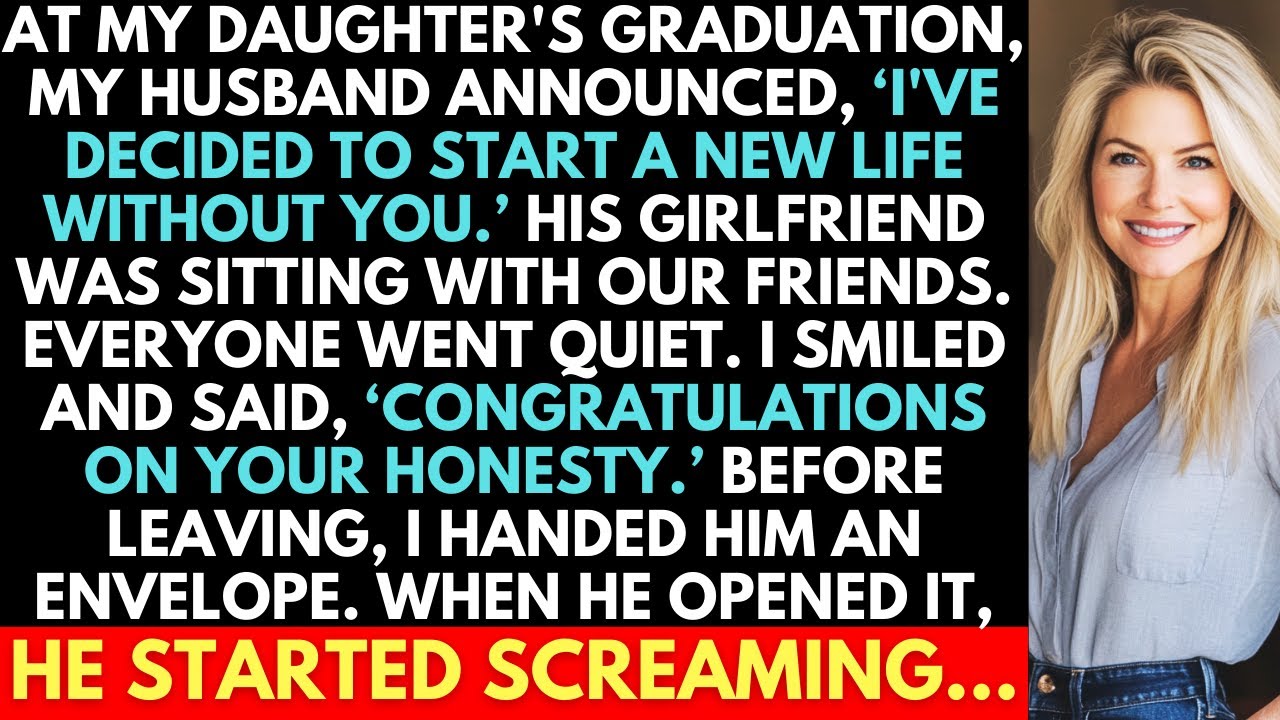 AT MY DAUGHTER'S GRADUATION,
MY HUSBAND ANNOUNCED, ‘I'VE
DECIDED TO START A NEW LIFE
WITHOUT YOU.’ HIS GIRLFRIEND
WAS SITTING WITH OUR FRIENDS.
EVERYONE WENT QUIET. I SMILED
AND SAID, ‘CONGRATULATIONS
ON YOUR HONESTY.’ BEFORE
LEAVING, I HANDED HIM AN
ENVELOPE. WHEN HE OPENED IT,
HE STARTED SCREAMING...